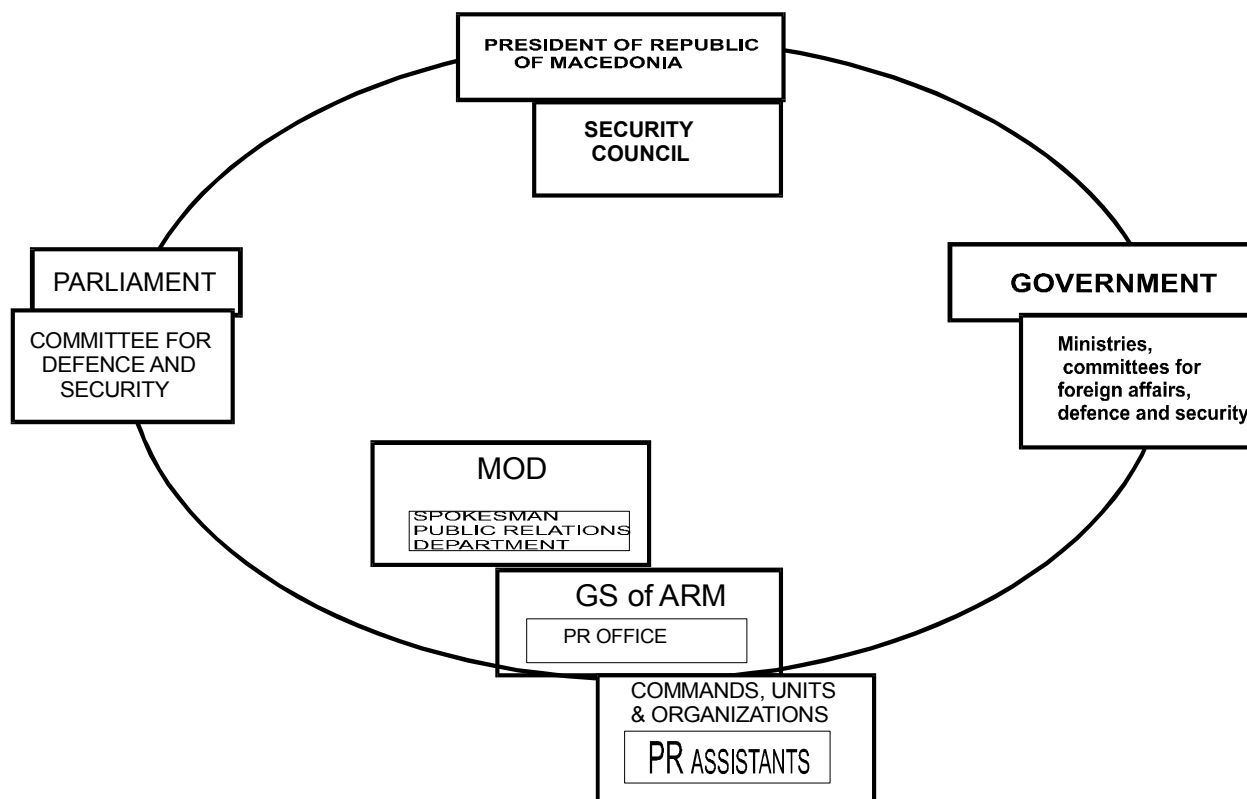 PRESIDENT OF REPUBLIC
OF MACEDONIA
SECURITY
COUNCIL
PARLIAMENT
COMMITTEE FOR
DEFENCE AND
SECURITY
GOVERNMENT
Ministries,
committees for
foreign affairs,
defence and security
MOD
SPOKESMAN
PUBLIC RELATIONS
DEPARTMENT
GS of ARM
PR OFFICE
COMMANDS, UNITS
& ORGANIZATIONS
PR ASSISTANTS